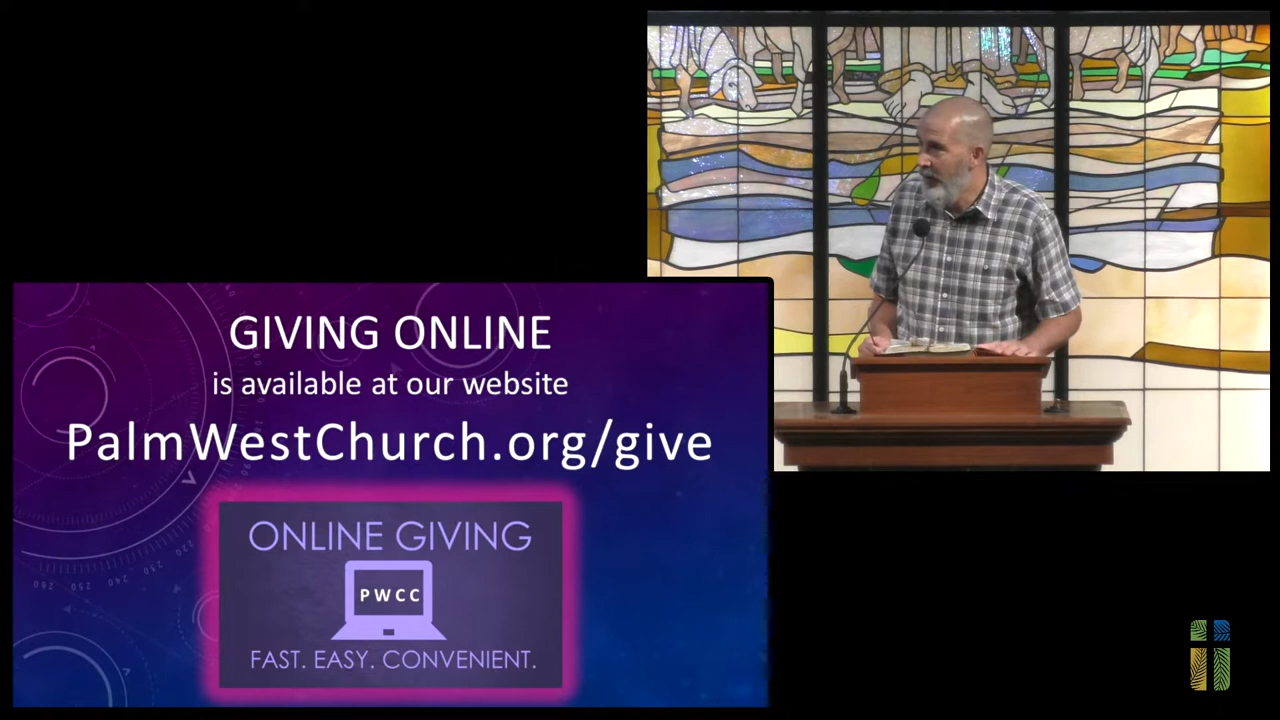 GIVING ONLINE
is available at our website
PalmWestChurch.org/give
ONLINE GIVING
PWCC
FAST. EASY. CONVENIENT.